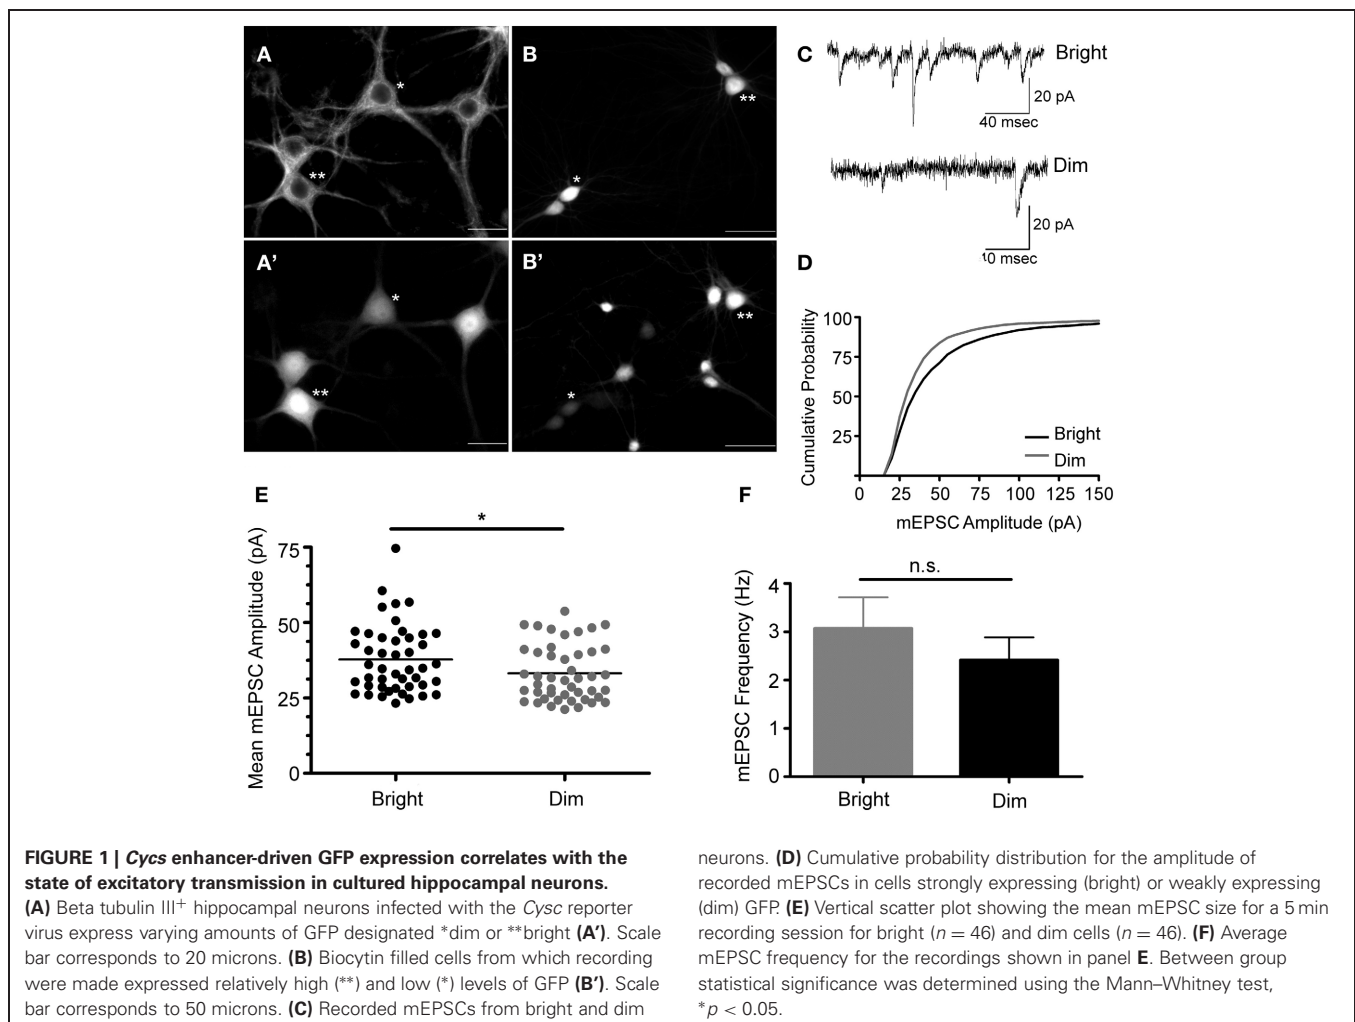 A
*
**
B
**
*
C
Bright
20 pA
40 msec
Dim
20 pA
10 msec
A’
*
**
B’
**
*
D
Cumulative Probability
100
75
50
25
Bright
Dim
0 25 50 75 100 125 150
mEPSC Amplitude (pA)
E
*
Mean mEPSC Amplitude (pA)
75
50
25
0
Bright Dim
F
n.s.
mEPSC Frequency (Hz)
4
3
2
1
0
Bright Dim
FIGURE 1 | Cycs enhancer-driven GFP expression correlates with the
state of excitatory transmission in cultured hippocampal neurons.
(A) Beta tubulin III+ hippocampal neurons infected with the Cysc reporter
virus express varying amounts of GFP designated *dim or **bright (A’). Scale
bar corresponds to 20 microns. (B) Biocytin filled cells from which recording
were made expressed relatively high (**) and low (*) levels of GFP (B’). Scale
bar corresponds to 50 microns. (C) Recorded mEPSCs from bright and dim
neurons. (D) Cumulative probability distribution for the amplitude of
recorded mEPSCs in cells strongly expressing (bright) or weakly expressing
(dim) GFP. (E) Vertical scatter plot showing the mean mEPSC size for a 5 min
recording session for bright (n = 46) and dim cells (n = 46). (F) Average
mEPSC frequency for the recordings shown in panel E. Between group
statistical significance was determined using the Mann–Whitney test,
*p < 0.05.